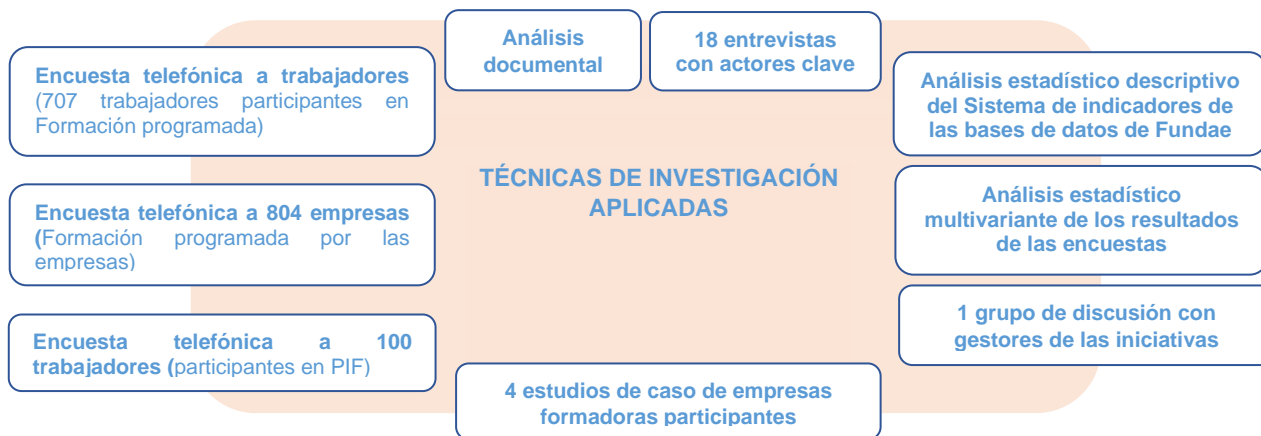 Análisis
documental
18 entrevistas
con actores clave
Encuesta telefónica a trabajadores
(707 trabajadores participantes en
Formación programada)
Análisis estadístico descriptivo
del Sistema de indicadores de
las bases de datos de Fundae
TÉCNICAS DE INVESTIGACIÓN
APLICADAS
Encuesta telefónica a 804 empresas
(Formación programada por las
empresas)
Análisis estadístico
multivariante de los resultados
de las encuestas
Encuesta telefónica a 100
trabajadores (participantes en PIF)
1 grupo de discusión con
gestores de las iniciativas
4 estudios de caso de empresas
formadoras participantes